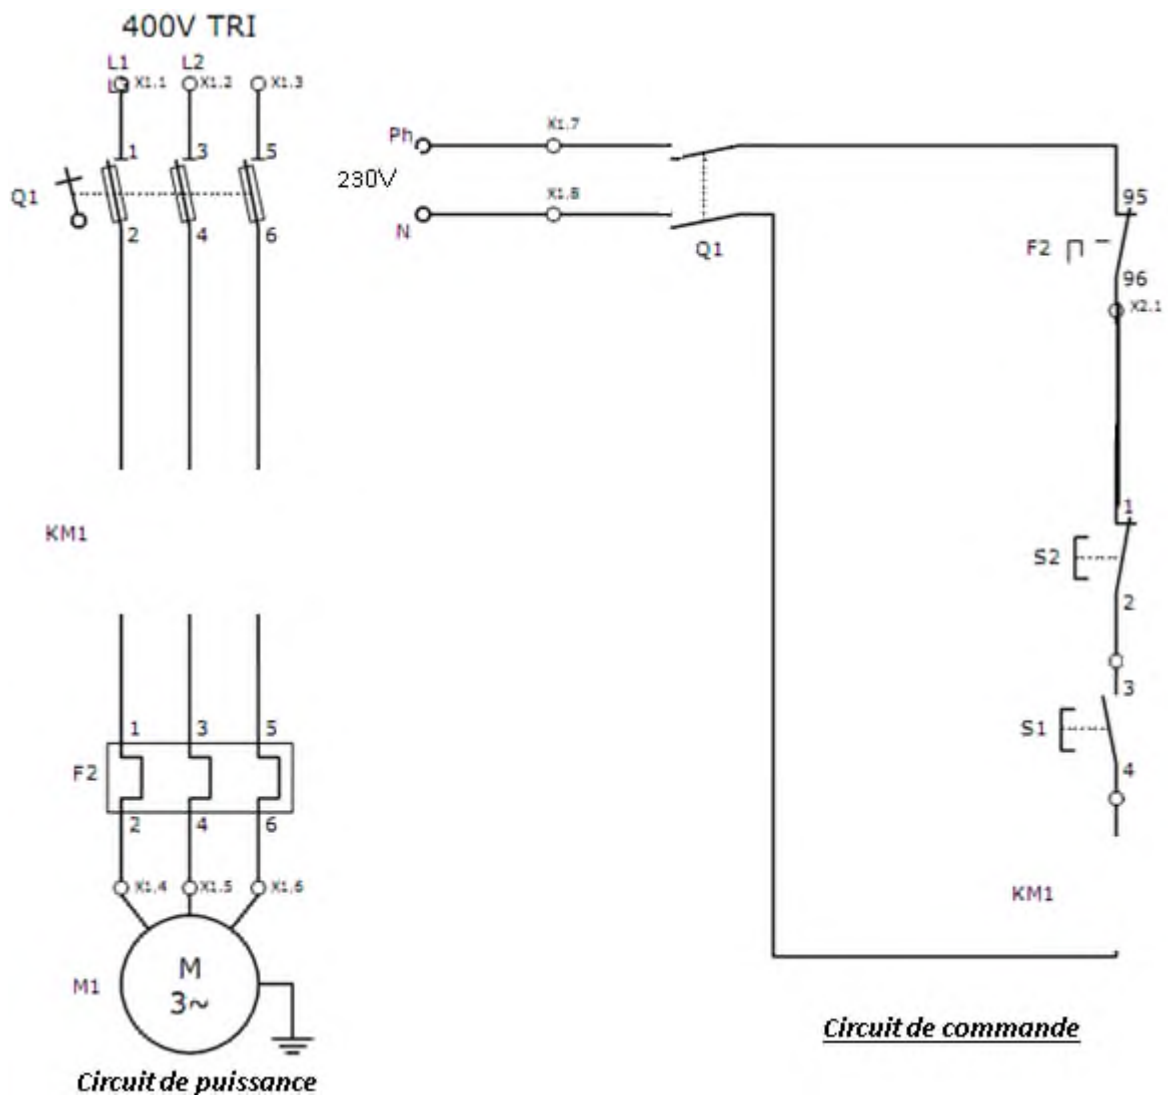 400V TRI
L1 L2
X1.1 X1.2 X1.3
1 3 5
Q1
2 4 6
KM1
1 3 5
F2
2 4 6
X1.4 X1.5 X1.6
M1
M
3~
Circuit de puissance
Ph X1.7
230V
N X1.8
Q1
95
F2
96
X2.1
1
S2
2
3
S1
4
KM1
Circuit de commande